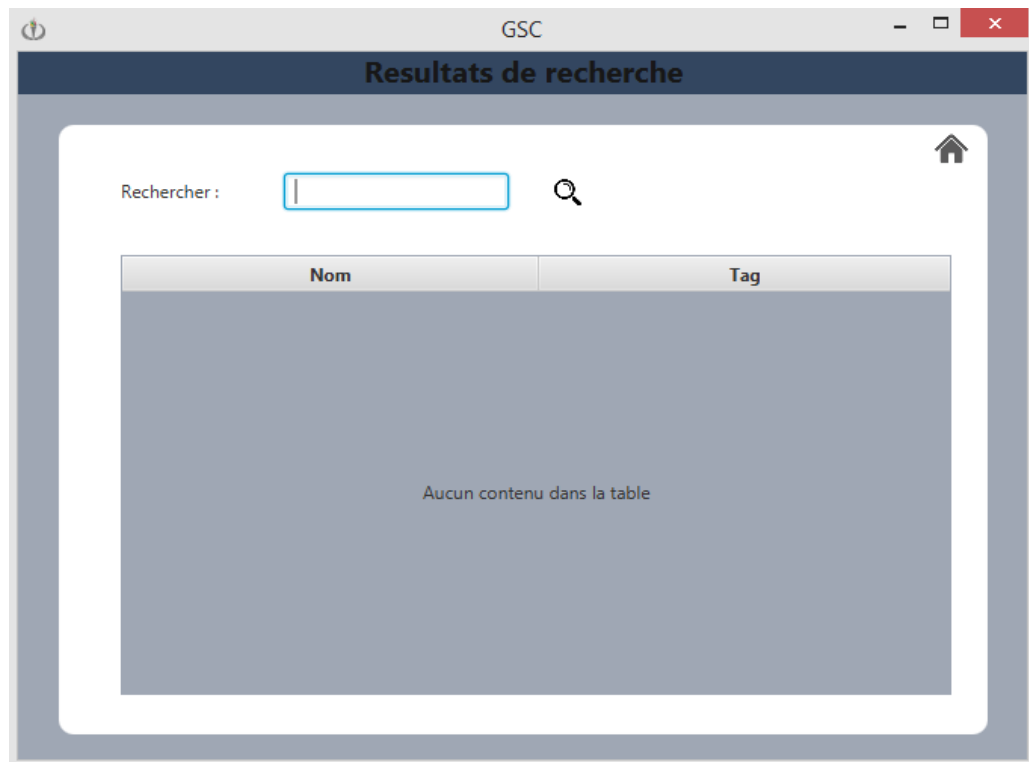 GSC
Resultats de recherche
Rechercher :
Nom Tag
Aucun contenu dans la table